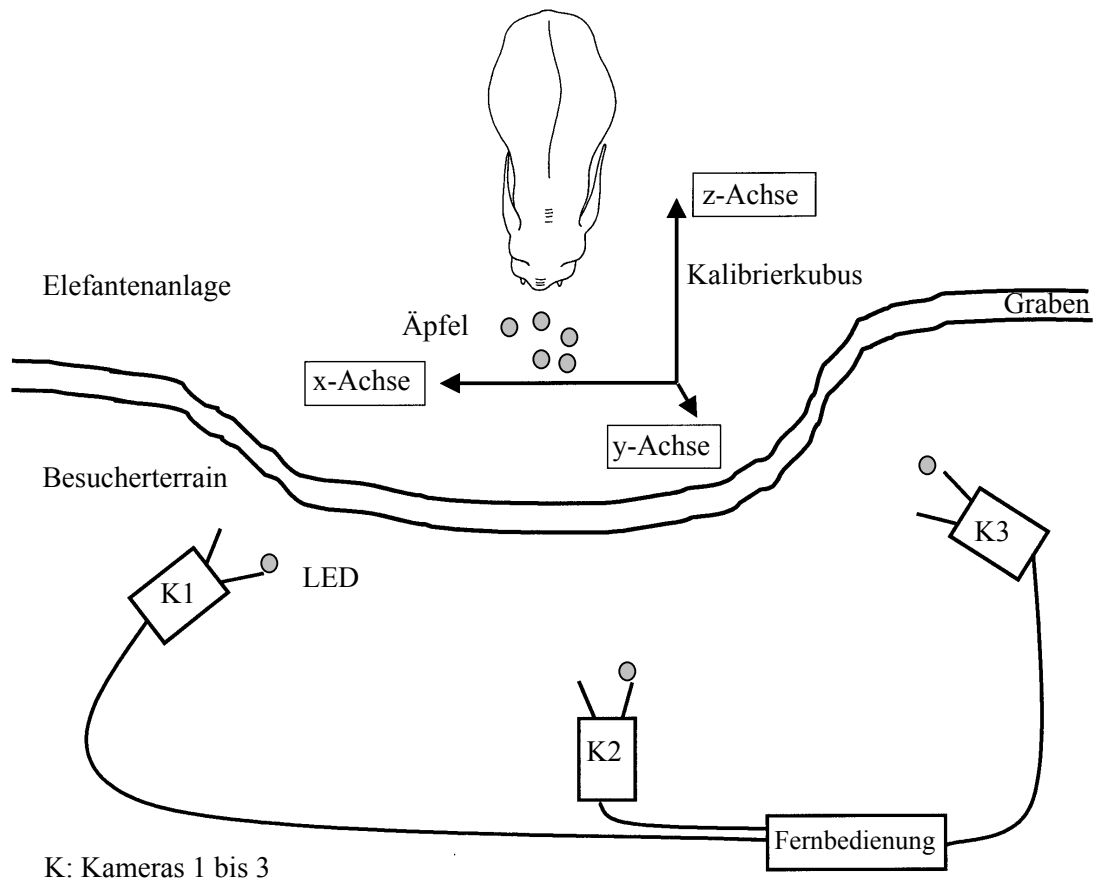 z-Achse
Elefantenanlage
Kalibrierkubus
Graben
Äpfel
x-Achse
y-Achse
Besucherterrain
K3
LED
K1
K2
Fernbedienung
K: Kameras 1 bis 3